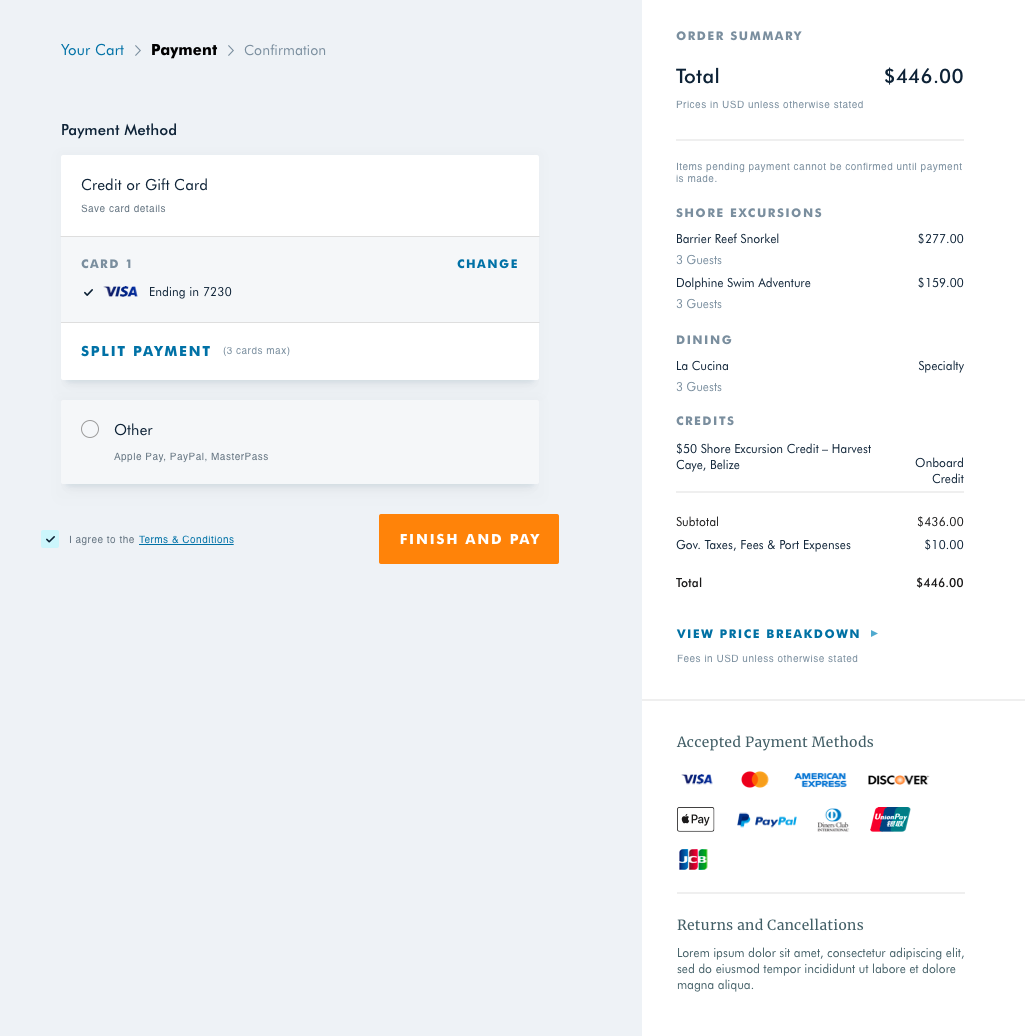 Your Cart > Payment > Confirmation
Payment Method
Credit or Gift Card
Save card details
CARD 1 CHANGE
VISA Ending in 7230
SPLIT PAYMENT (3 cards max)
Other
Apple Pay, PayPal, MasterPass
I agree to the Terms & Conditions
FINISH AND PAY
ORDER SUMMARY
Total $446.00
Prices in USD unless otherwise stated
Items pending payment cannot be confirmed until payment
is made.
SHORE EXCURSIONS
Barrier Reef Snorkel $277.00
3 Guests
Dolphine Swim Adventure $159.00
3 Guests
DINING
La Cucina Specialty
3 Guests
CREDITS
$50 Shore Excursion Credit – Harvest
Caye, Belize
Onboard
Credit
Subtotal $436.00
Gov. Taxes, Fees & Port Expenses $10.00
Total $446.00
VIEW PRICE BREAKDOWN
Fees in USD unless otherwise stated
Accepted Payment Methods
VISA AMERICAN EXPRESS DISCOVER
Pay PayPal Diners Club INTERNATIONAL UnionPay 银联
JCB
Returns and Cancellations
Lorem ipsum dolor sit amet, consectetur adipiscing elit,
sed do eiusmod tempor incididunt ut labore et dolore
magna aliqua.